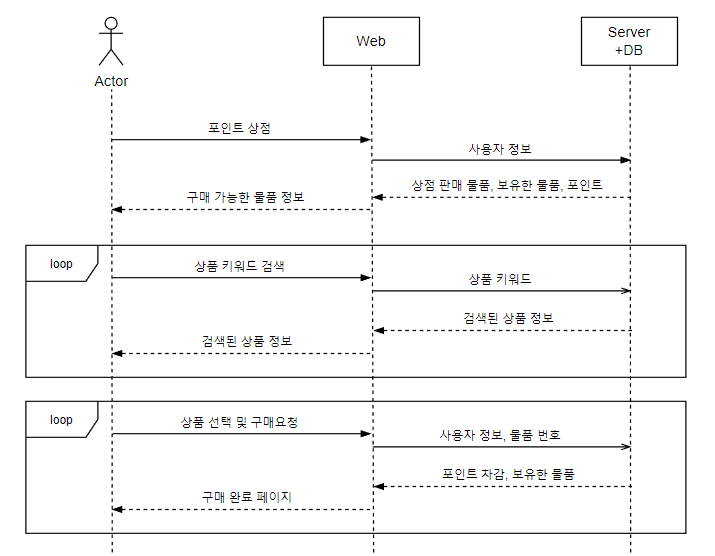 Actor
Web
Server
+DB
포인트 상점
사용자 정보
상점 판매 물품, 보유한 물품, 포인트
구매 가능한 물품 정보
loop
상품 키워드 검색
상품 키워드
검색된 상품 정보
검색된 상품 정보
loop
상품 선택 및 구매요청
사용자 정보, 물품 번호
포인트 차감, 보유한 물품
구매 완료 페이지